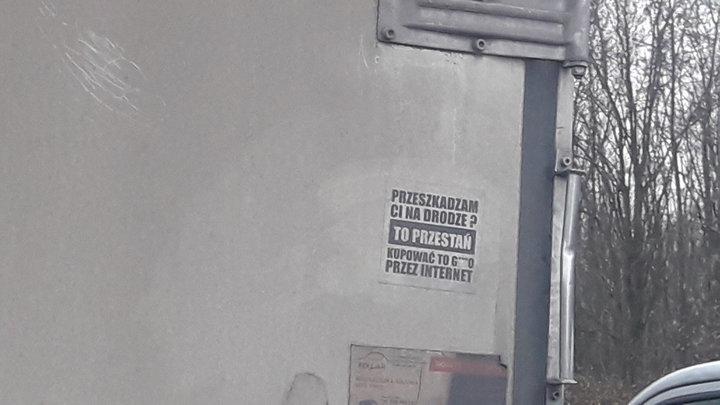 PRZESZKADZAM
CI NA DRODZE ?
TO PRZESTAŃ
KUPOWAĆ TO G***O
PRZEZ INTERNET